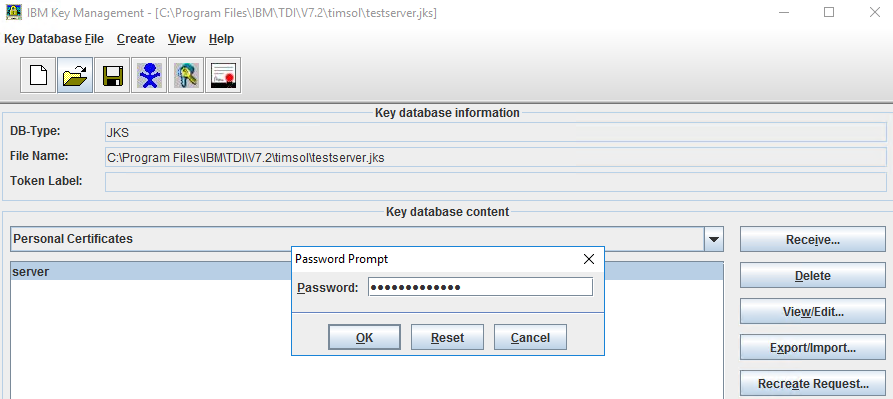 IBM Key Management - [C:\Program Files\IBM\TDI\V7.2\timsol\testserver.jks]
Key Database File Create View Help
Key database information
DB-Type: JKS
File Name: C:\Program Files\IBM\TDI\V7.2\timsol\testserver.jks
Token Label:
Key database content
Personal Certificates
Receive...
server
Password Prompt
Password: •••••••••••••
OK Reset Cancel
Delete
View/Edit...
Export/Import...
Recreate Request...